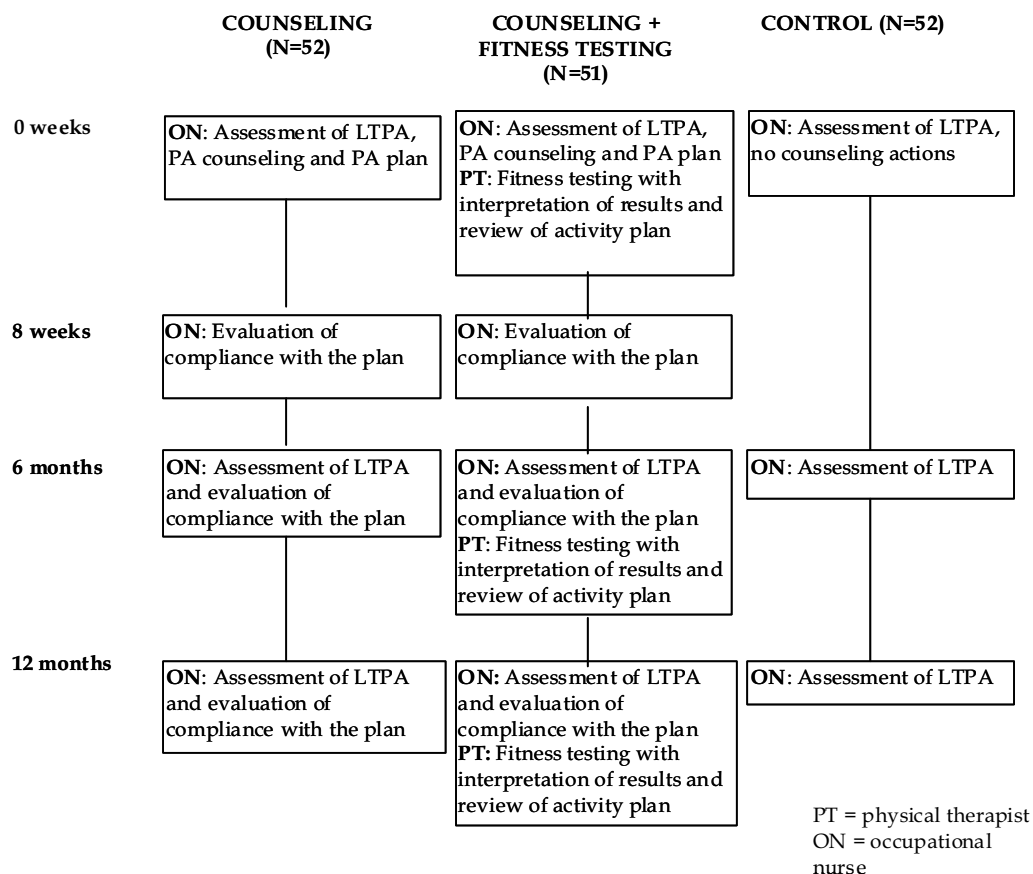 COUNSELING
(N=52)
COUNSELING +
FITNESS TESTING
(N=51)
CONTROL (N=52)
0 weeks
ON: Assessment of LTPA,
PA counseling and PA plan
ON: Assessment of LTPA,
PA counseling and PA plan
PT: Fitness testing with
interpretation of results and
review of activity plan
ON: Assessment of LTPA,
no counseling actions
8 weeks
ON: Evaluation of
compliance with the plan
ON: Evaluation of
compliance with the plan
6 months
ON: Assessment of LTPA
and evaluation of
compliance with the plan
ON: Assessment of LTPA
and evaluation of
compliance with the plan
PT: Fitness testing with
interpretation of results and
review of activity plan
ON: Assessment of LTPA
12 months
ON: Assessment of LTPA
and evaluation of
compliance with the plan
ON: Assessment of LTPA
and evaluation of
compliance with the plan
PT: Fitness testing with
interpretation of results and
review of activity plan
ON: Assessment of LTPA
PT = physical therapist
ON = occupational
nurse